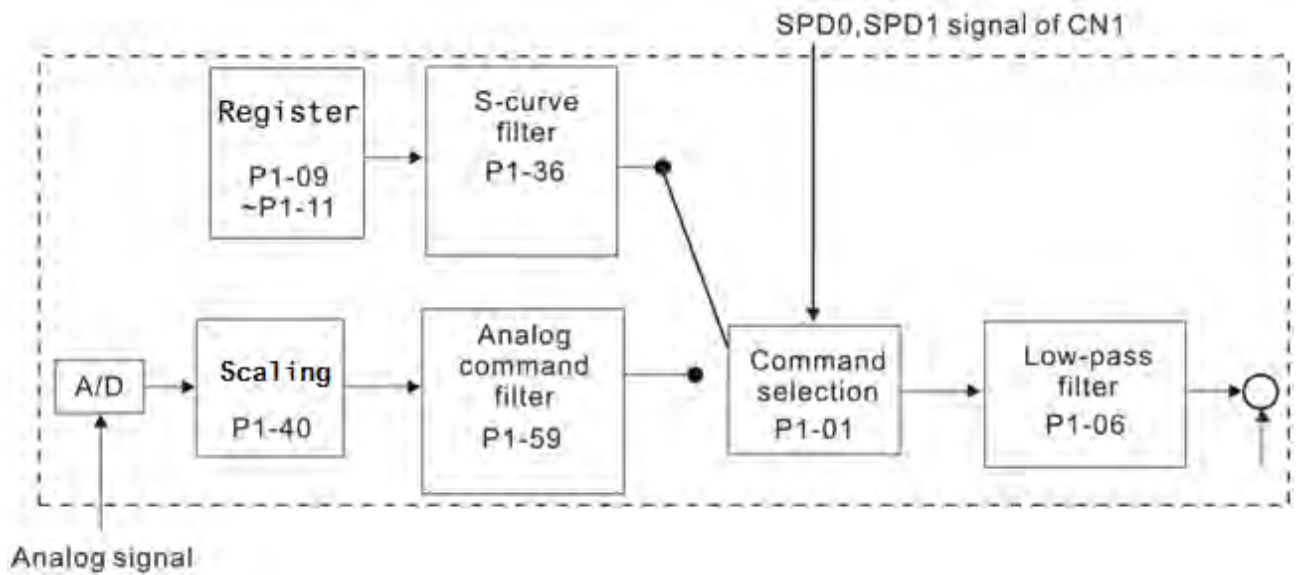 SPD0,SPD1 signal of CN1
Register
P1-09
~P1-11
S-curve
filter
P1-36
A/D
Scaling
P1-40
Analog
command
filter
P1-59
Command
selection
P1-01
Low-pass
filter
P1-06
Analog signal